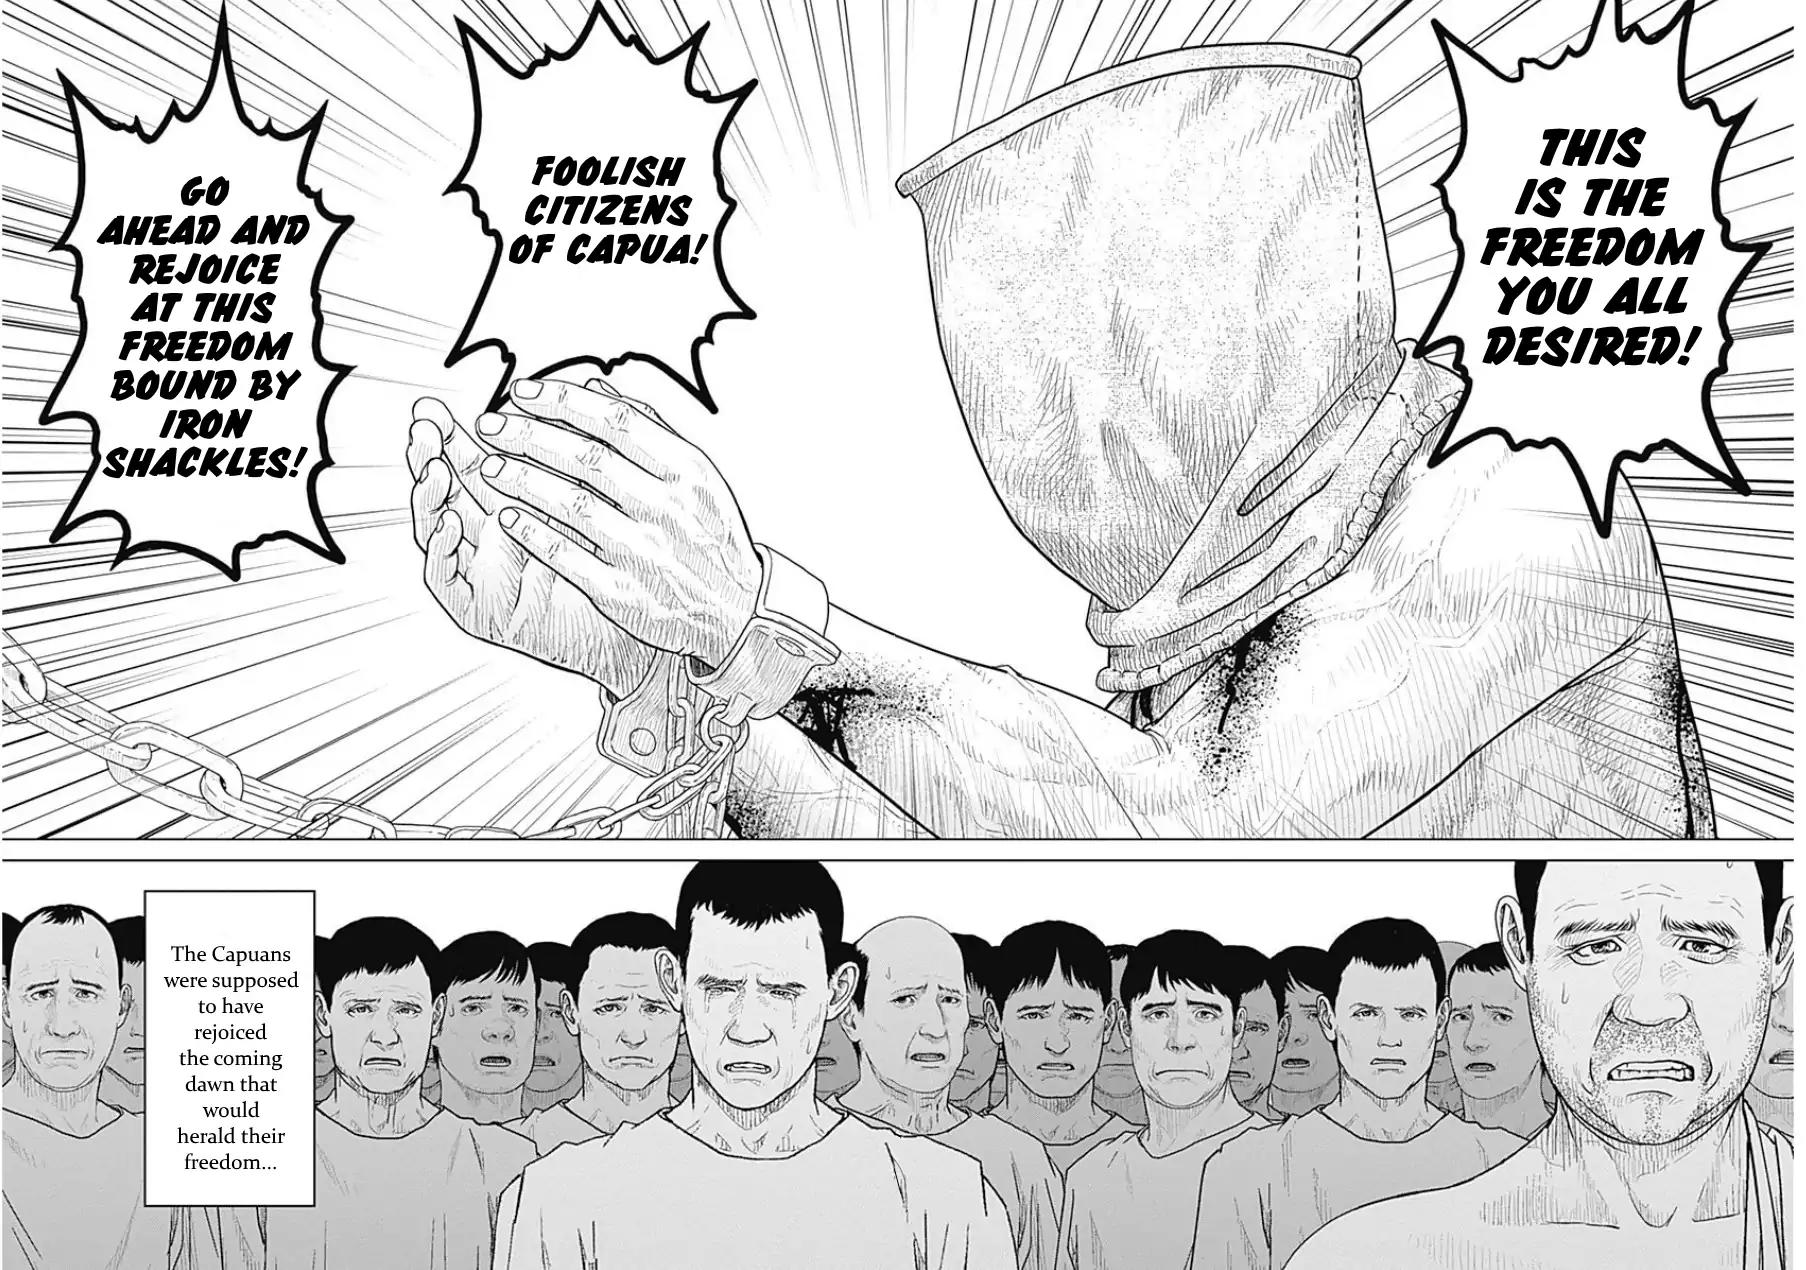 THIS
IS THE
FREEDOM
YOU ALL
DESIRED!
FOOLISH
CITIZENS
OF CAPUA!
GO
AHEAD AND
REJOICE
AT THIS
FREEDOM
BOUND BY
IRON
SHACKLES!
The Capuans
were supposed
to have
rejoiced
the coming
dawn that
would
herald their
freedom...